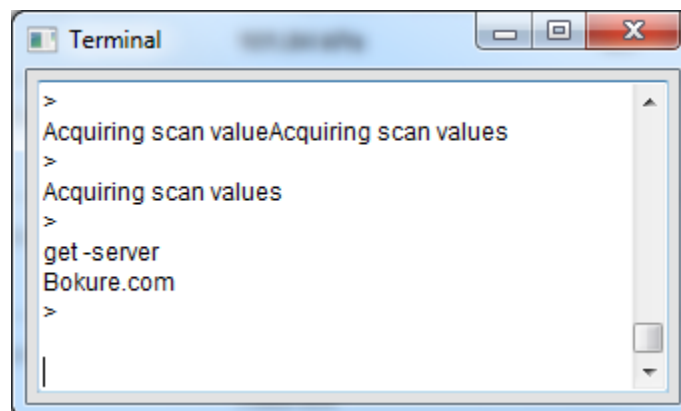 Terminal
>
Acquiring scan valueAcquiring scan values
>
Acquiring scan values
>
get -server
Bokure.com
>